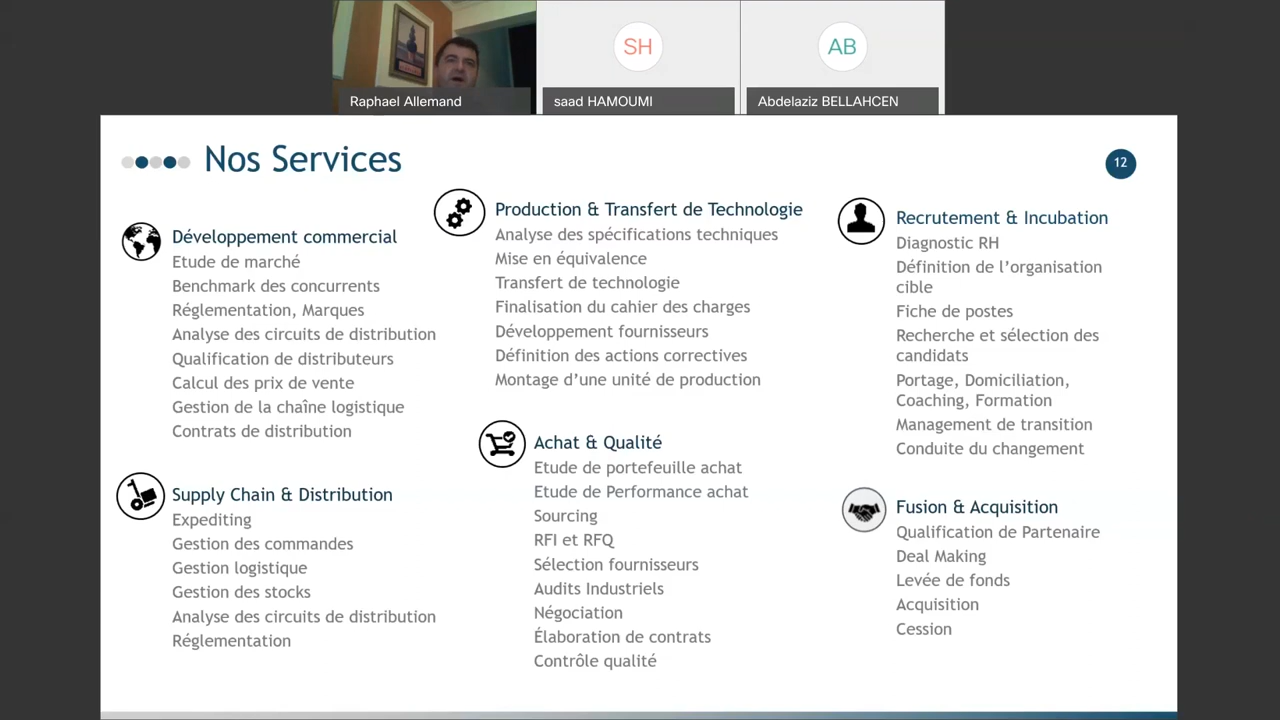 Raphael Allemand
SH
saad HAMOUMI
AB
Abdelaziz BELLAHCEN
Nos Services
12
Développement commercial
Etude de marché
Benchmark des concurrents
Réglementation, Marques
Analyse des circuits de distribution
Qualification de distributeurs
Calcul des prix de vente
Gestion de la chaîne logistique
Contrats de distribution
Supply Chain & Distribution
Expediting
Gestion des commandes
Gestion logistique
Gestion des stocks
Analyse des circuits de distribution
Réglementation
Production & Transfert de Technologie
Analyse des spécifications techniques
Mise en équivalence
Transfert de technologie
Finalisation du cahier des charges
Développement fournisseurs
Définition des actions correctives
Montage d’une unité de production
Achat & Qualité
Etude de portefeuille achat
Etude de Performance achat
Sourcing
RFI et RFQ
Sélection fournisseurs
Audits Industriels
Négociation
Élaboration de contrats
Contrôle qualité
Recrutement & Incubation
Diagnostic RH
Définition de l’organisation
cible
Fiche de postes
Recherche et sélection des
candidats
Portage, Domiciliation,
Coaching, Formation
Management de transition
Conduite du changement
Fusion & Acquisition
Qualification de Partenaire
Deal Making
Levée de fonds
Acquisition
Cession